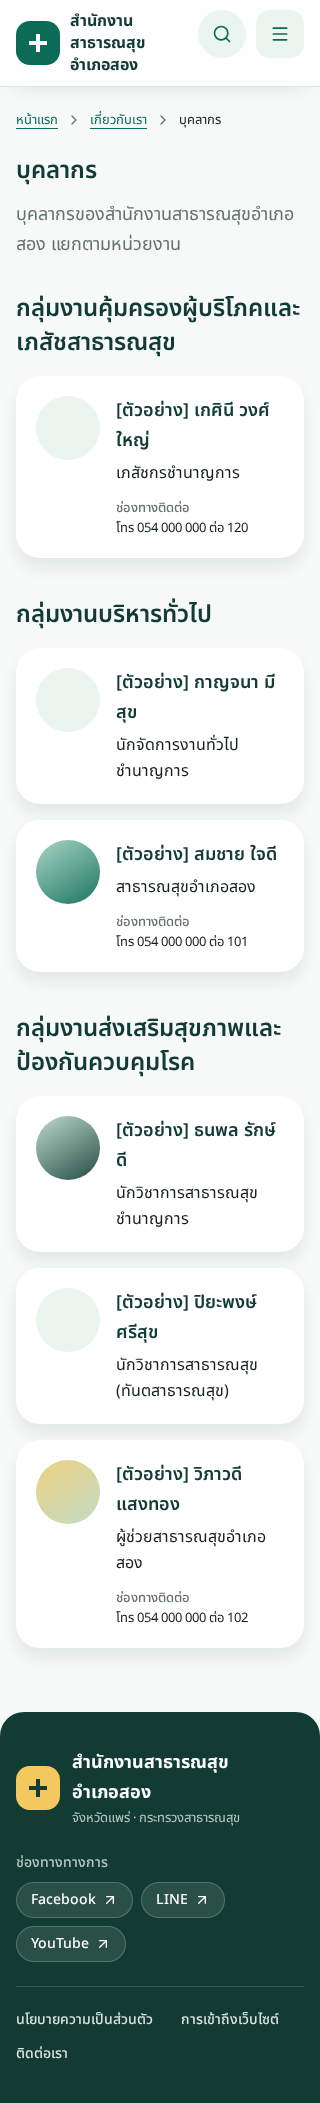 สำนักงาน
สาธารณสุข
อำเภอสอง
หน้าแรก > เกี่ยวกับเรา > บุคลากร
บุคลากร
บุคลากรของสำนักงานสาธารณสุขอำเภอ
สอง แยกตามหน่วยงาน
กลุ่มงานคุ้มครองผู้บริโภคและ
เภสัชสาธารณสุข
[ตัวอย่าง] เกศินี วงศ์
ใหญ่
เภสัชกรชำนาญการ
ช่องทางติดต่อ
โทร 054 000 000 ต่อ 120
กลุ่มงานบริหารทั่วไป
[ตัวอย่าง] กาญจนา มี
สุข
นักจัดการงานทั่วไป
ชำนาญการ
[ตัวอย่าง] สมชาย ใจดี
สาธารณสุขอำเภอสอง
ช่องทางติดต่อ
โทร 054 000 000 ต่อ 101
กลุ่มงานส่งเสริมสุขภาพและ
ป้องกันควบคุมโรค
[ตัวอย่าง] ธนพล รักษ์
ดี
นักวิชาการสาธารณสุข
ชำนาญการ
[ตัวอย่าง] ปิยะพงษ์
ศรีสุข
นักวิชาการสาธารณสุข
(ทันตสาธารณสุข)
[ตัวอย่าง] วิภาวดี
แสงทอง
ผู้ช่วยสาธารณสุขอำเภอ
สอง
ช่องทางติดต่อ
โทร 054 000 000 ต่อ 102
สำนักงานสาธารณสุข
อำเภอสอง
จังหวัดแพร่ · กระทรวงสาธารณสุข
ช่องทางทางการ
Facebook LINE
YouTube
นโยบายความเป็นส่วนตัว การเข้าถึงเว็บไซต์
ติดต่อเรา